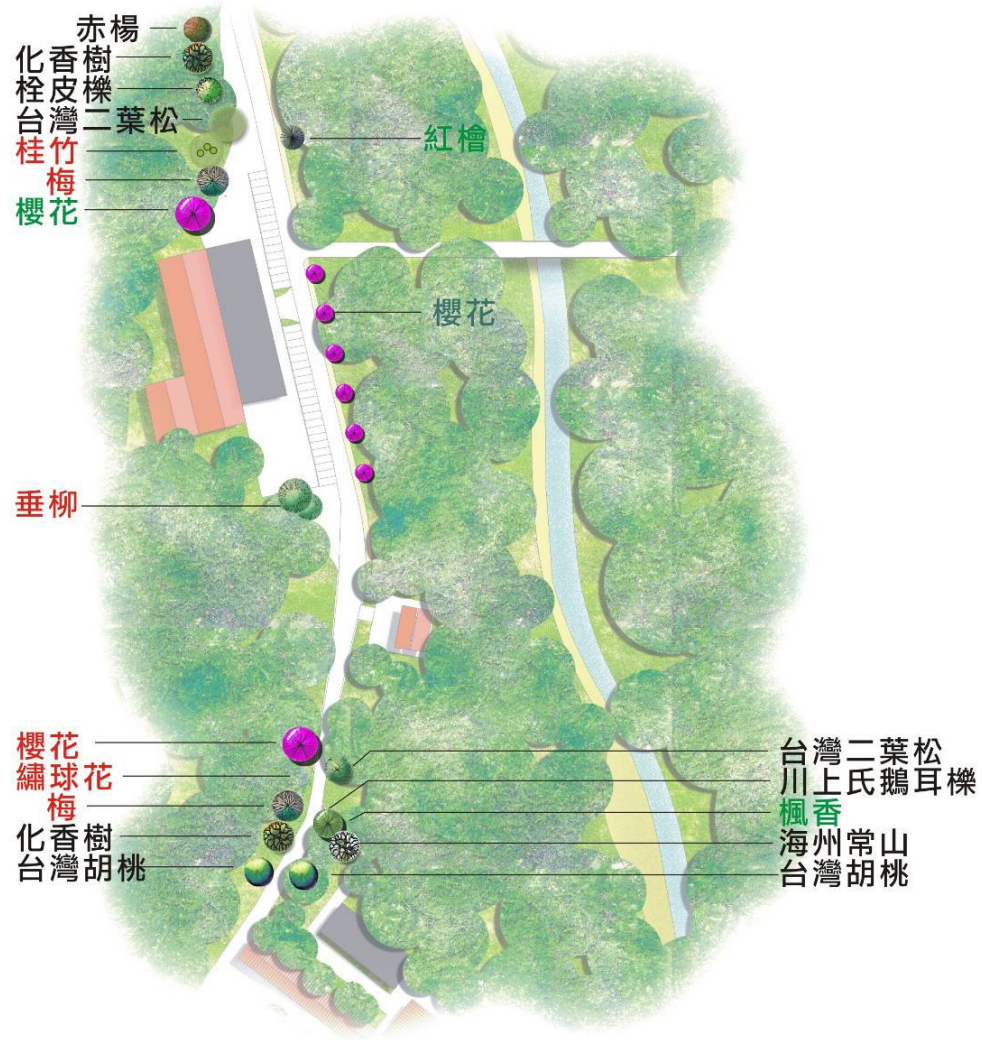 赤楊
化香樹
栓皮櫟
台灣二葉松
桂竹
梅
櫻花
紅檜
櫻花
垂柳
櫻花
繡球花
梅
化香樹
台灣胡桃
台灣二葉松
川上氏鵝耳櫟
楓香
海州常山
台灣胡桃